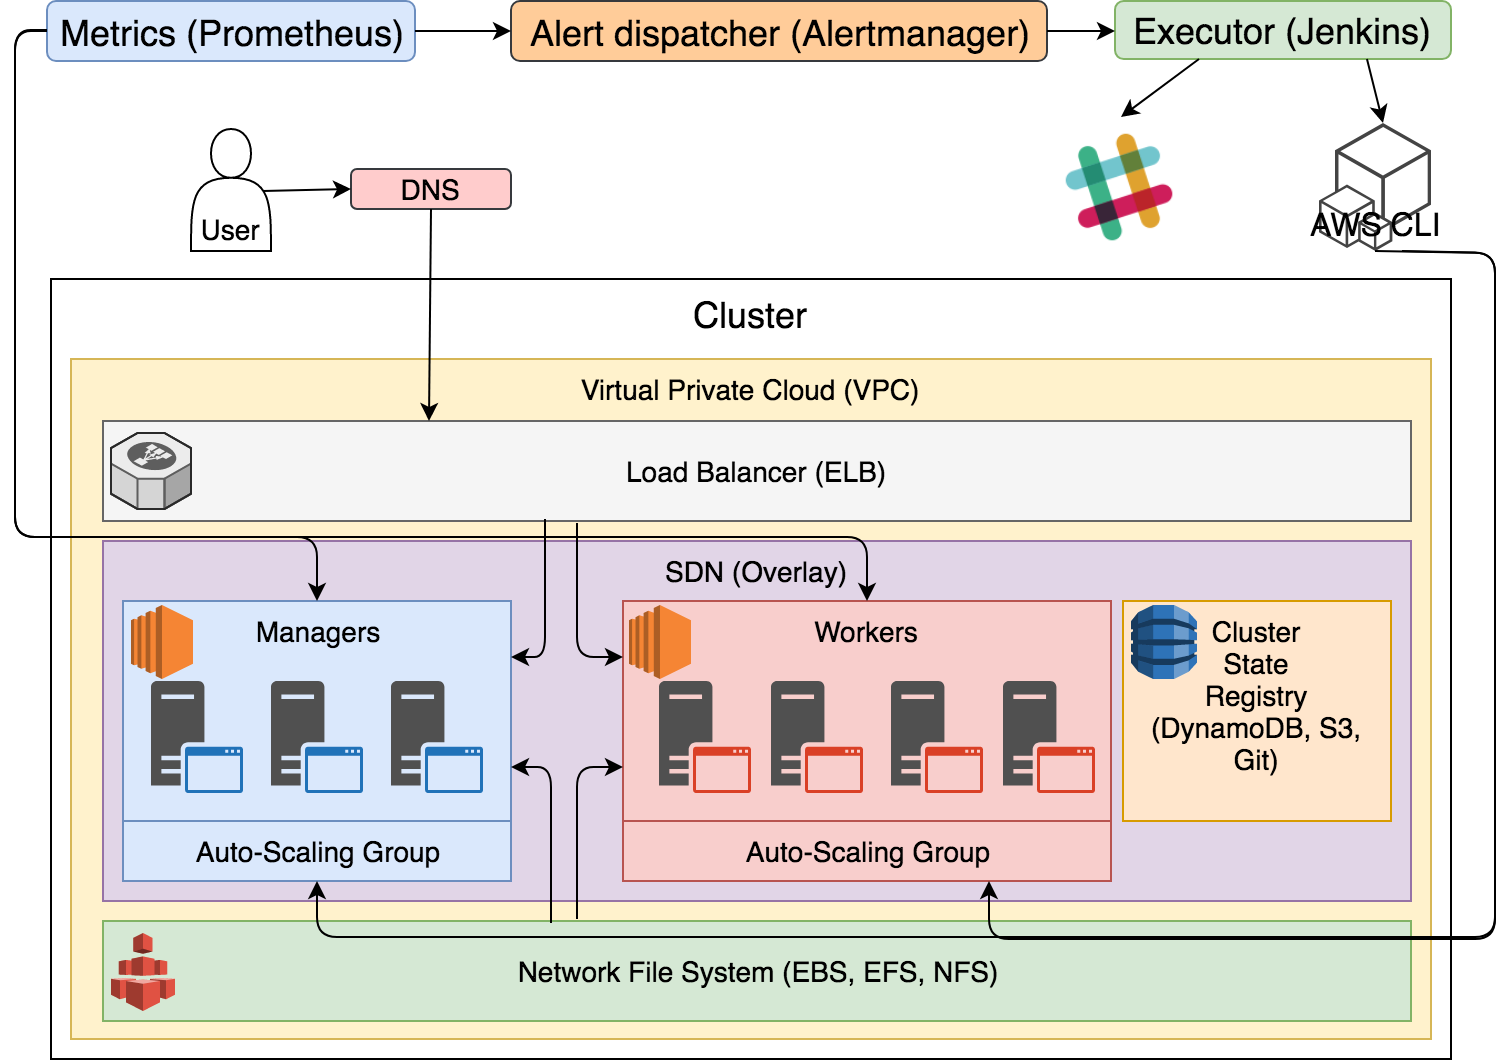 Metrics (Prometheus)
Alert dispatcher (Alertmanager)
Executor (Jenkins)
User
DNS
AWS CLI
Cluster
Virtual Private Cloud (VPC)
Load Balancer (ELB)
SDN (Overlay)
Managers
Workers
Cluster
State
Registry
(DynamoDB, S3,
Git)
Auto-Scaling Group
Auto-Scaling Group
Network File System (EBS, EFS, NFS)